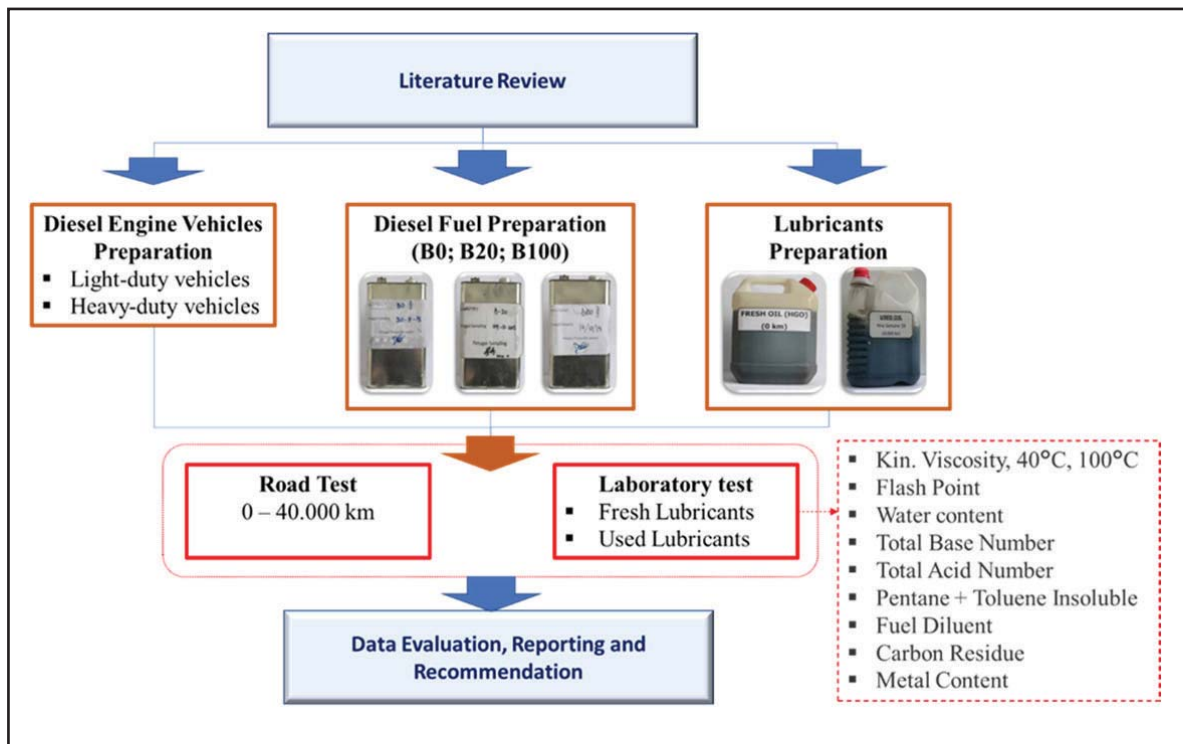 Literature Review
Diesel Engine Vehicles
Preparation
▪ Light-duty vehicles
▪ Heavy-duty vehicles
Diesel Fuel Preparation
(B0; B20; B100)
Lubricants
Preparation
FRESH OIL (HGO)
(0 km)
USED OIL
Road Test
0 – 40.000 km
Laboratory test
▪ Fresh Lubricants
▪ Used Lubricants
▪ Kin. Viscosity, 40°C, 100°C
▪ Flash Point
▪ Water content
▪ Total Base Number
▪ Total Acid Number
▪ Pentane + Toluene Insoluble
▪ Fuel Diluent
▪ Carbon Residue
▪ Metal Content
Data Evaluation, Reporting and
Recommendation